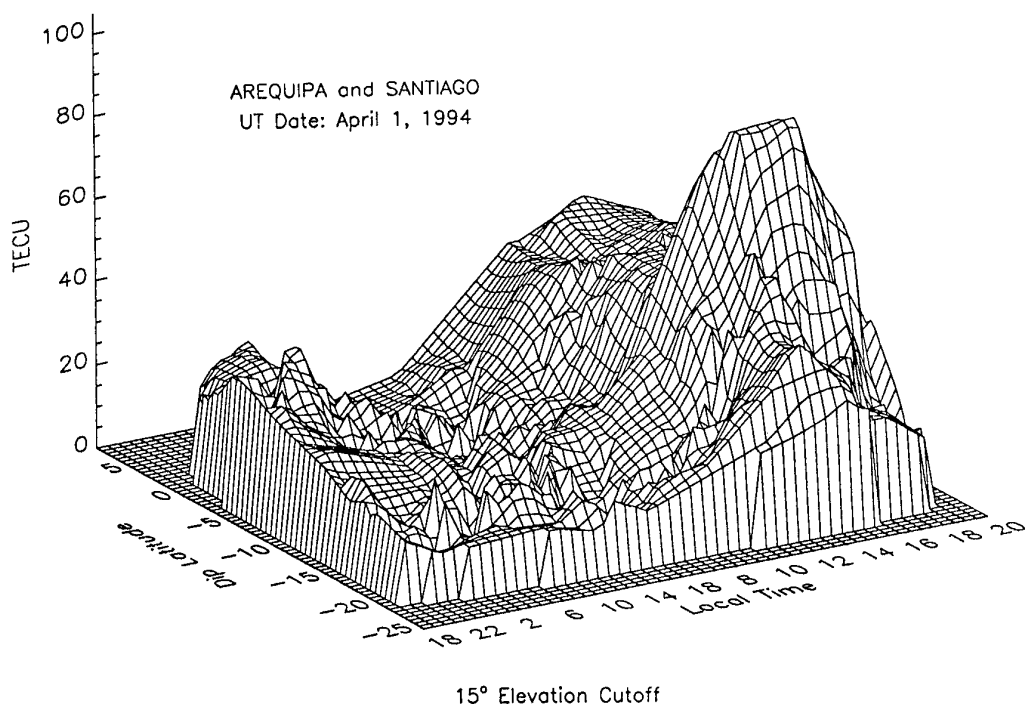 AREQUIPA and SANTIAGO
UT Date: April 1, 1994
100
80
60
40
20
0
TECU
5
0
-5
-10
-15
-20
-25
Dip Latitude
18 22 2 6 10 14 18 8 10 12 14 16 18 20
Local Time
15° Elevation Cutoff